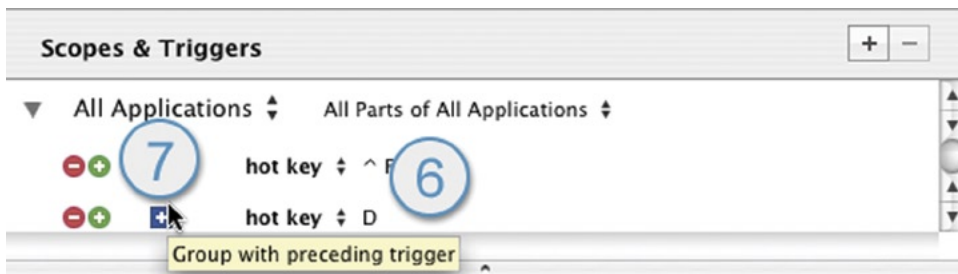 Scopes & Triggers + −
All Applications All Parts of All Applications
7 hot key ^ 6
hot key D
Group with preceding trigger